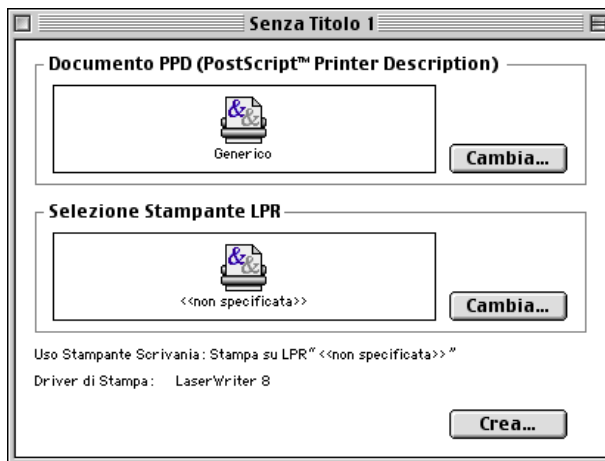 Senza Titolo 1
Documento PPD (PostScript™ Printer Description)
&&
Generico
Cambia...
Selezione Stampante LPR
&&
<<non specificata>>
Cambia...
Uso Stampante Scrivania: Stampa su LPR“ <<non specificata>> ”
Driver di Stampa: LaserWriter 8
Crea...